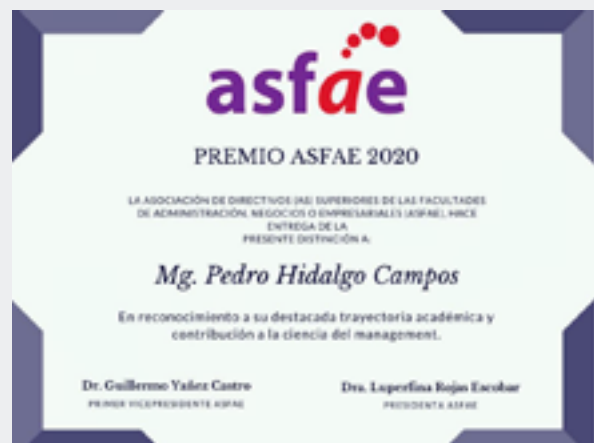 asfae
PREMIO ASFAE 2020
LA ASOCIACIÓN DE DIRECTIVOS (AS) SUPERIORES DE LAS FACULTADES
DE ADMINISTRACIÓN, NEGOCIOS O EMPRESARIALES (ASFAE), HACE
ENTREGA DE LA
PRESENTE DISTINCIÓN A:
Mg. Pedro Hidalgo Campos
En reconocimiento a su destacada trayectoria académica y
contribución a la ciencia del management.
Dr. Guillermo Yañez Castro
PRIMER VICEPRESIDENTE ASFAE
Dra. Luperfina Rojas Escobar
PRESIDENTA ASFAE